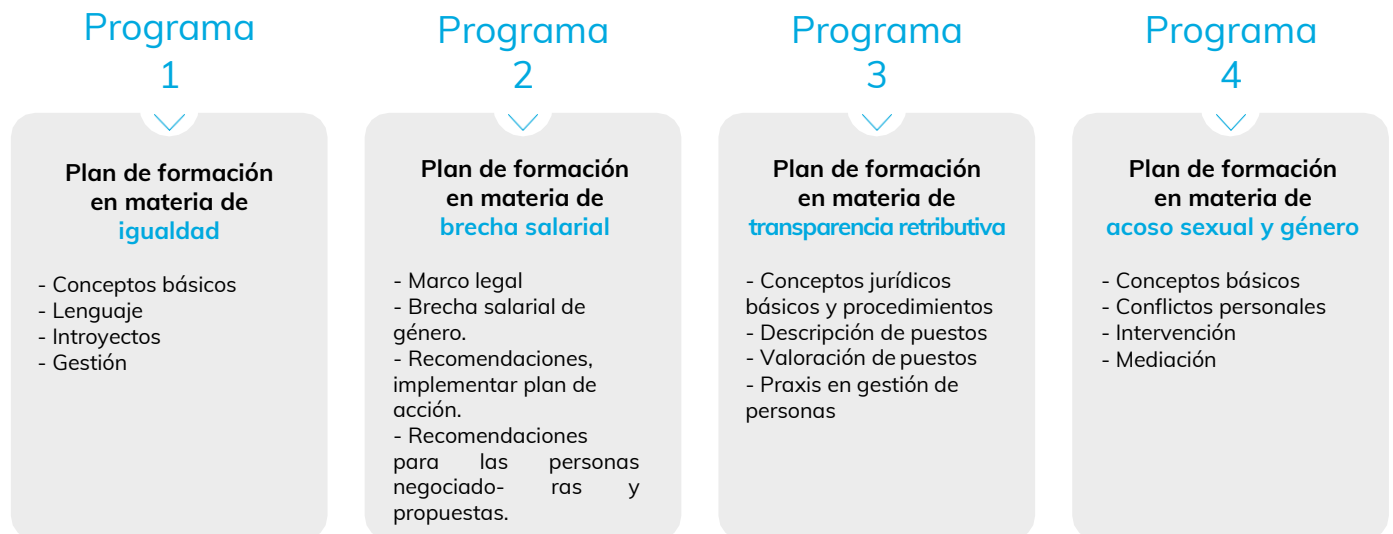 Programa
1
Plan de formación
en materia de
igualdad
- Conceptos básicos
- Lenguaje
- Introyectos
- Gestión
Programa
2
Plan de formación
en materia de
brecha salarial
- Marco legal
- Brecha salarial de
género.
- Recomendaciones,
implementar plan de
acción.
- Recomendaciones
para las personas
negociado- ras y
propuestas.
Programa
3
Plan de formación
en materia de
transparencia retributiva
- Conceptos jurídicos
básicos y procedimientos
- Descripción de puestos
- Valoración de puestos
- Praxis en gestión de
personas
Programa
4
Plan de formación
en materia de
acoso sexual y género
- Conceptos básicos
- Conflictos personales
- Intervención
- Mediación